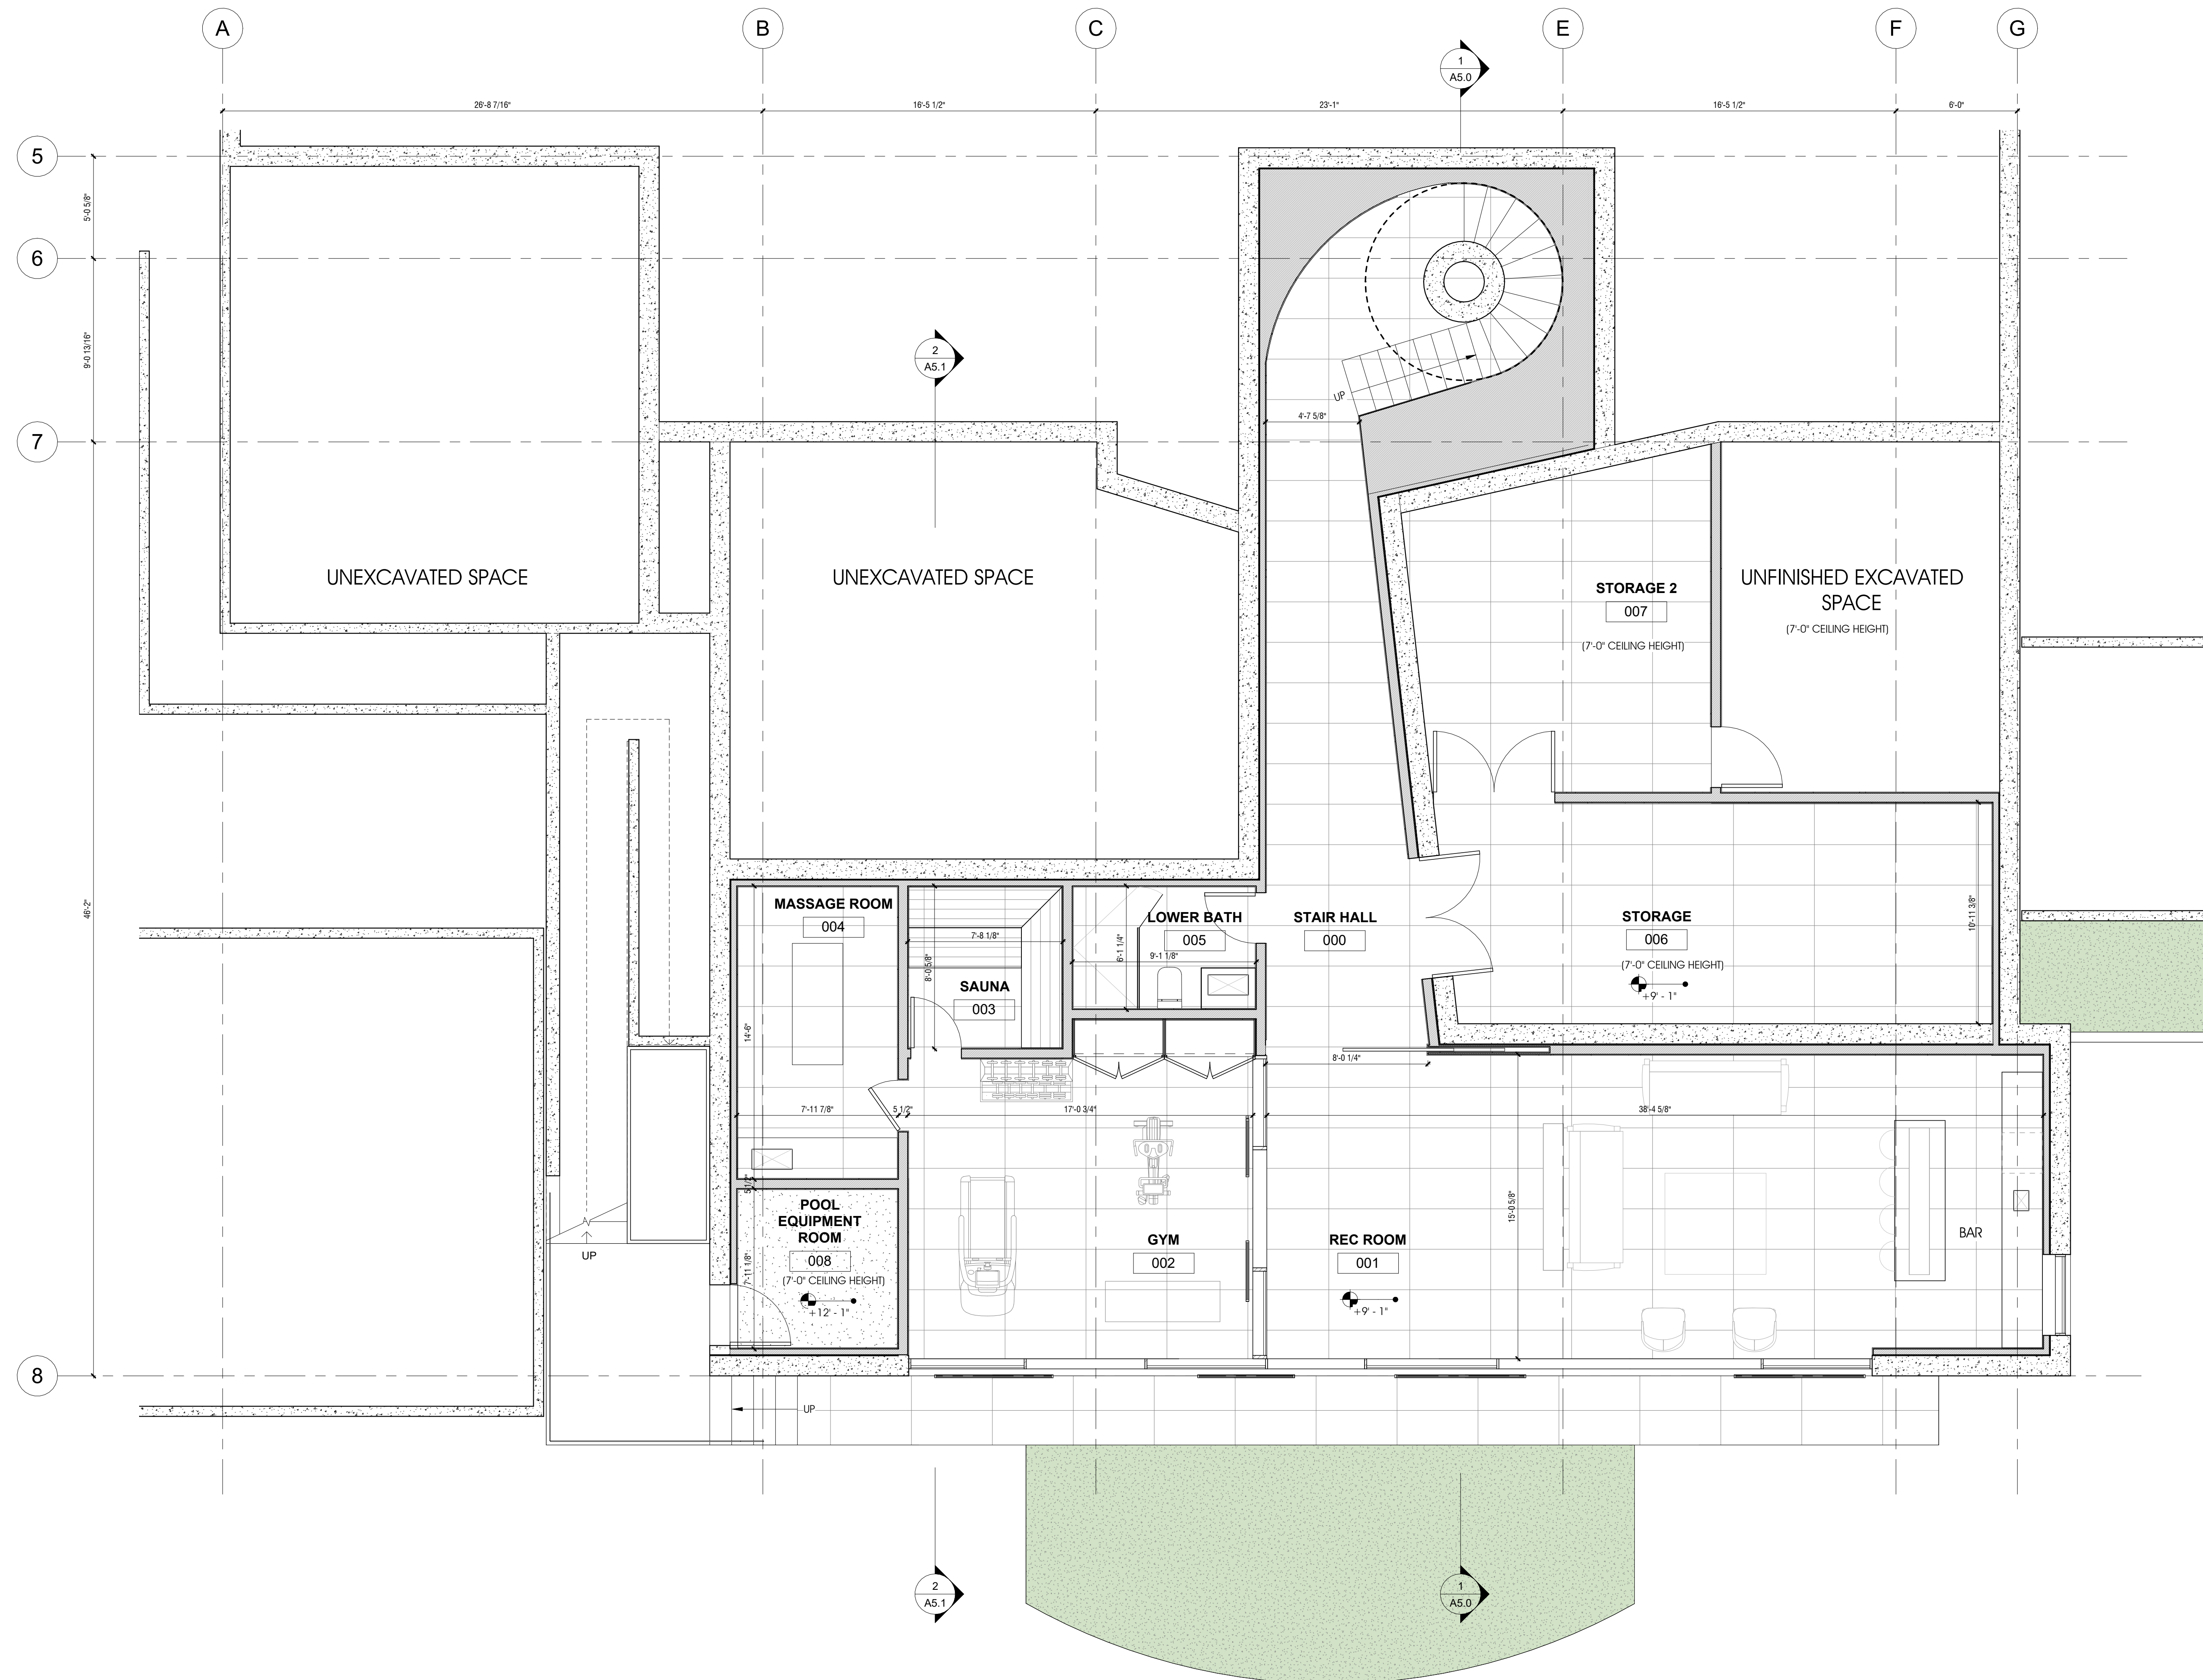 A
B
C
E
F
G
1
A5.0
26'-8 7/16"
16'-5 1/2"
23'-1"
16'-5 1/2"
6'-0"
5
5'-0 5/8"
6
9'-0 13/16"
2
A5.1
UP
4'-7 5/8"
7
UNEXCAVATED SPACE
UNEXCAVATED SPACE
STORAGE 2
007
(7'-0" CEILING HEIGHT)
UNFINISHED EXCAVATED
SPACE
(7'-0" CEILING HEIGHT)
46'-2"
MASSAGE ROOM
004
7'-8 1/8"
8'-0 5/8"
SAUNA
003
LOWER BATH
005
6'-1 1/4"
9'-1 1/8"
STAIR HALL
000
STORAGE
006
(7'-0" CEILING HEIGHT)
+9' - 1"
10'-11 3/8"
14'-6"
8'-0 1/4"
7'-11 7/8"
5 1/2"
17'-0 3/4"
38'-4 5/8"
5 1/2"
POOL
EQUIPMENT
ROOM
008
(7'-0" CEILING HEIGHT)
+12' - 1"
7'-11 1/8"
GYM
002
REC ROOM
001
+9' - 1"
15'-0 5/8"
BAR
UP
8
UP
2
A5.1
1
A5.0